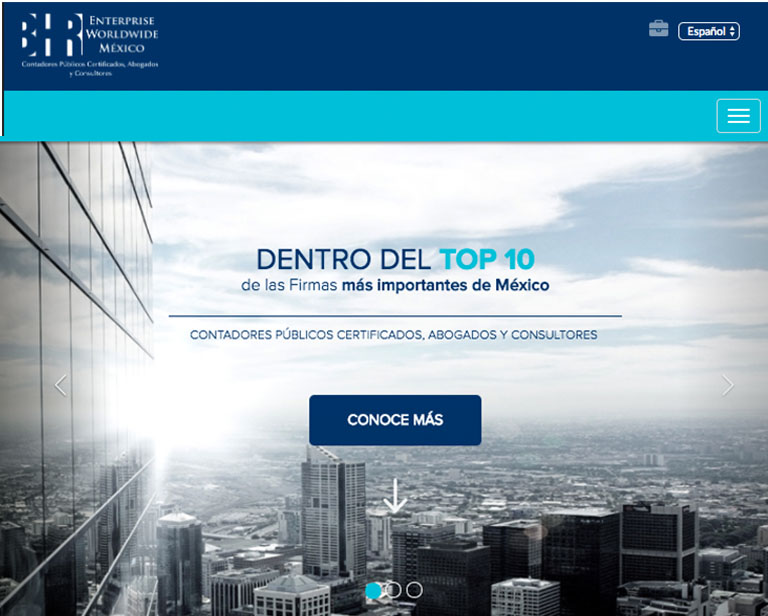 BHR
ENTERPRISE
WORLDWIDE
MÉXICO
Contadores Públicos Certificados, Abogados
y Consultores
Español
DENTRO DEL TOP 10
de las Firmas más importantes de México
CONTADORES PÚBLICOS CERTIFICADOS, ABOGADOS Y CONSULTORES
CONOCE MÁS